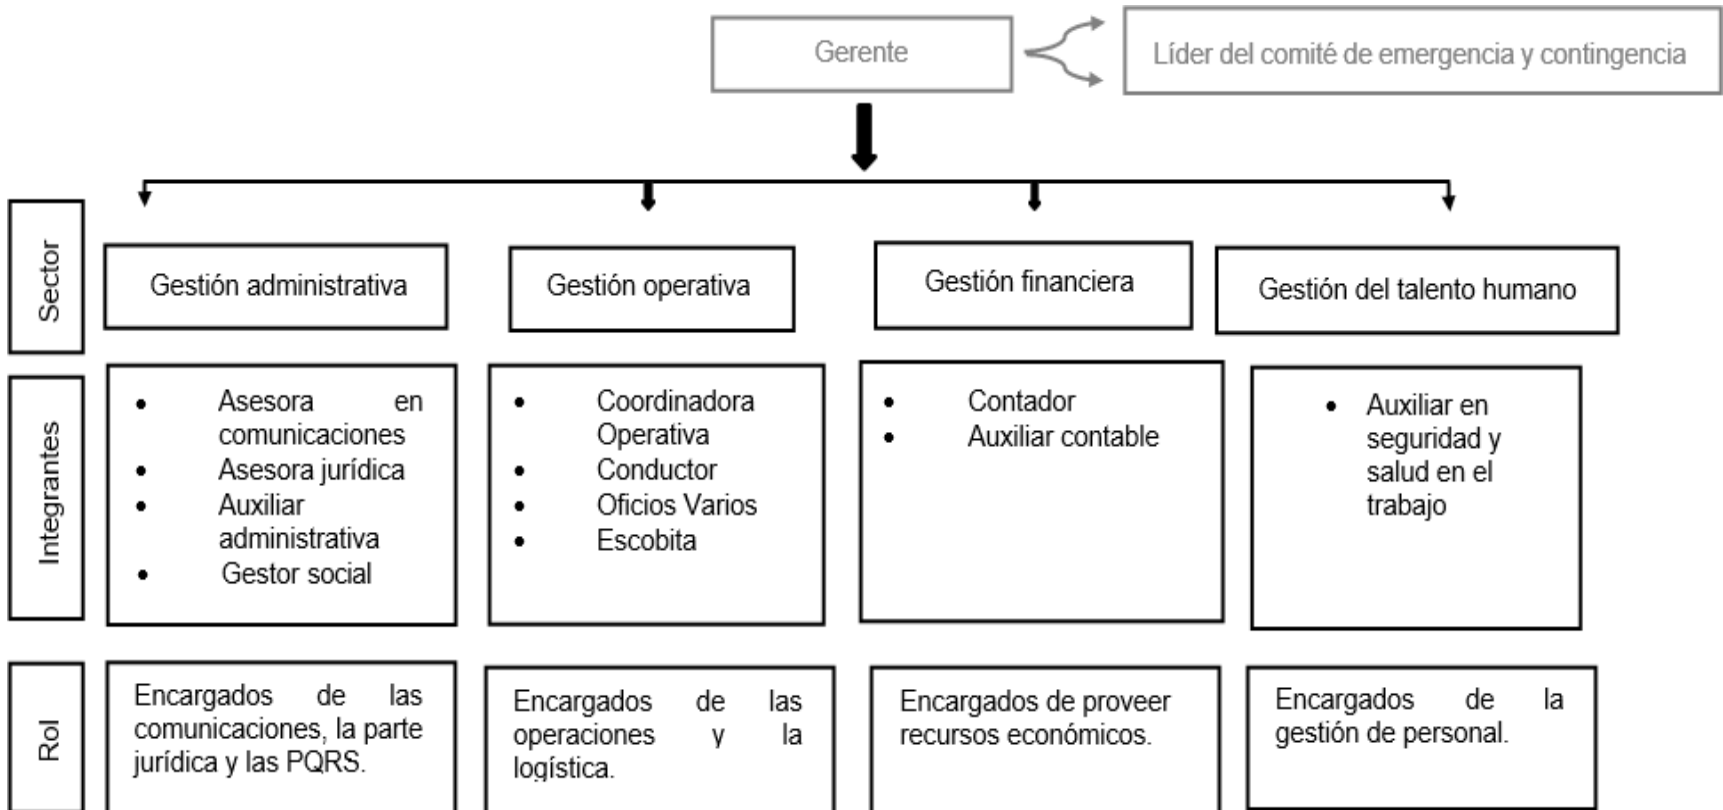 Gerente
Líder del comité de emergencia y contingencia
Sector
Gestión administrativa
Gestión operativa
Gestión financiera
Gestión del talento humano
Integrantes
• Asesora en
comunicaciones
• Asesora jurídica
• Auxiliar
administrativa
• Gestor social
• Coordinadora
Operativa
• Conductor
• Oficios Varios
• Escobita
• Contador
• Auxiliar contable
• Auxiliar en
seguridad y
salud en el
trabajo
Rol
Encargados de las
comunicaciones, la parte
jurídica y las PQRS.
Encargados de las
operaciones y la
logística.
Encargados de proveer
recursos económicos.
Encargados de la
gestión de personal.